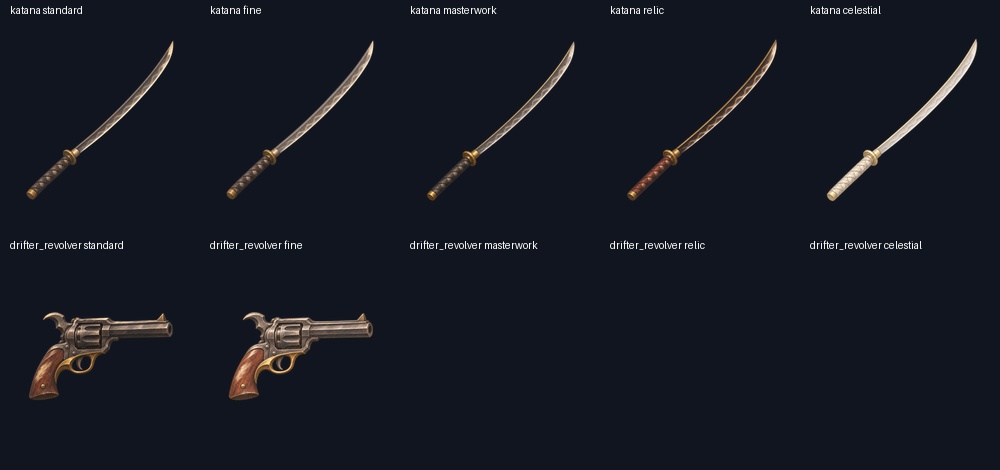 katana standard
katana fine
katana masterwork
katana relic
katana celestial
drifter_revolver standard
drifter_revolver fine
drifter_revolver masterwork
drifter_revolver relic
drifter_revolver celestial